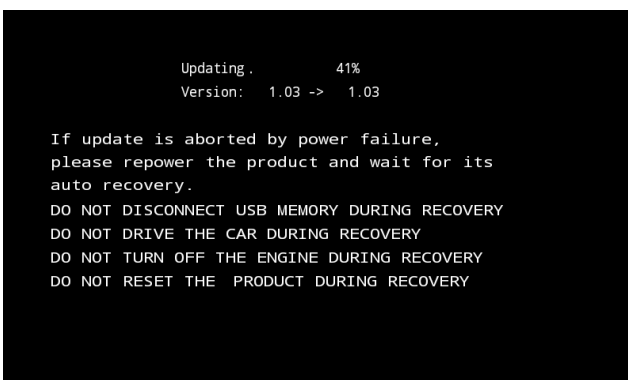 Updating. 41%
Version: 1.03 -> 1.03
If update is aborted by power failure,
please repower the product and wait for its
auto recovery.
DO NOT DISCONNECT USB MEMORY DURING RECOVERY
DO NOT DRIVE THE CAR DURING RECOVERY
DO NOT TURN OFF THE ENGINE DURING RECOVERY
DO NOT RESET THE PRODUCT DURING RECOVERY